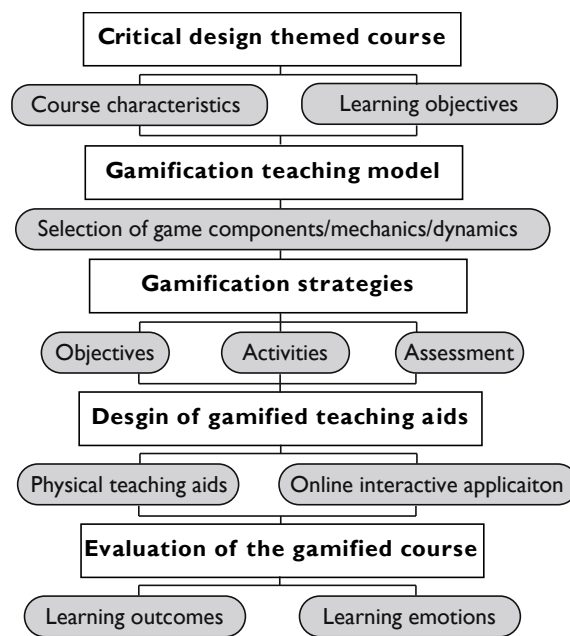 Critical design themed course
Course characteristics
Learning objectives
Gamification teaching model
Selection of game components/mechanics/dynamics
Gamification strategies
Objectives
Activities
Assessment
Desgin of gamified teaching aids
Physical teaching aids
Online interactive applicaiton
Evaluation of the gamified course
Learning outcomes
Learning emotions